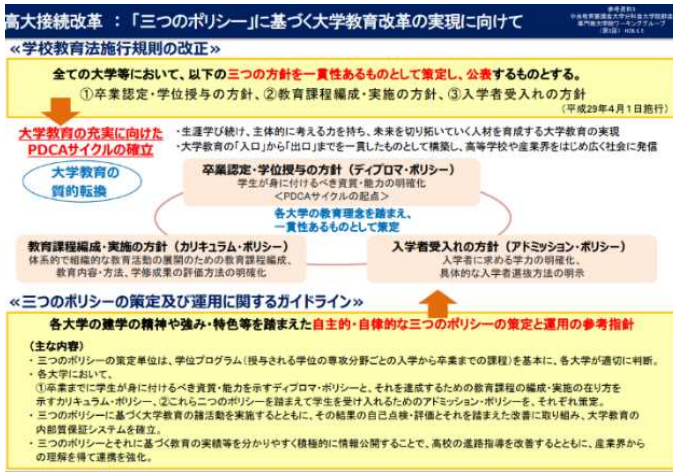 高大接続改革 ： 「三つのポリシー」に基づく大学教育改革の実現に向けて
参考資料5
中央教育審議会大学分科会大学院部会
専門職大学院ワーキンググループ
≪学校教育法施行規則の改正≫
全ての大学等において、以下の三つの方針を一貫性あるものとして策定し、公表するものとする。
①卒業認定・学位授与の方針、②教育課程編成・実施の方針、③入学者受入れの方針
（平成29年4月1日施行）
大学教育の充実に向けた
PDCAサイクルの確立
・生涯学び続け、主体的に考える力を持ち、未来を切り拓いていく人材を育成する大学教育の実現
・大学教育の「入口」から「出口」までを一貫したものとして構築し、高等学校や産業界をはじめ広く社会に発信
大学教育の
質的転換
卒業認定・学位授与の方針（ディプロマ・ポリシー）
学生が身に付けるべき資質・能力の明確化
＜PDCAサイクルの起点＞
各大学の教育理念を踏まえ、
一貫性あるものとして策定
教育課程編成・実施の方針（カリキュラム・ポリシー）
体系的で組織的な教育活動の展開のための教育課程編成、
教育内容・方法、学修成果の評価方法の明確化
入学者受入れの方針（アドミッション・ポリシー）
入学者に求める学力の明確化、
具体的な入学者選抜方法の明示
≪三つのポリシーの策定及び運用に関するガイドライン≫
各大学の建学の精神や強み・特色等を踏まえた自主的・自律的な三つのポリシーの策定と運用の参考指針
（主な内容）
・三つのポリシーの策定単位は、学位プログラム（授与される学位の専攻分野ごとの入学から卒業までの課程）を基本に、各大学が適切に判断。
・各大学において、
①卒業までに学生が身に付けるべき資質・能力を示すディプロマ・ポリシーと、それを達成するための教育課程の編成・実施の在り方を
示すカリキュラム・ポリシー、②これら二つのポリシーを踏まえて学生を受け入れるためのアドミッション・ポリシーを、それぞれ策定。
・三つのポリシーに基づく大学教育の諸活動を実施するとともに、その結果の自己点検・評価とそれを踏まえた改善に取り組み、大学教育の
内部質保証システムを確立。
・三つのポリシーとそれに基づく教育の実績等を分かりやすく積極的に情報公開することで、高校の進路指導を改善するとともに、産業界から
の理解を得て連携を強化。